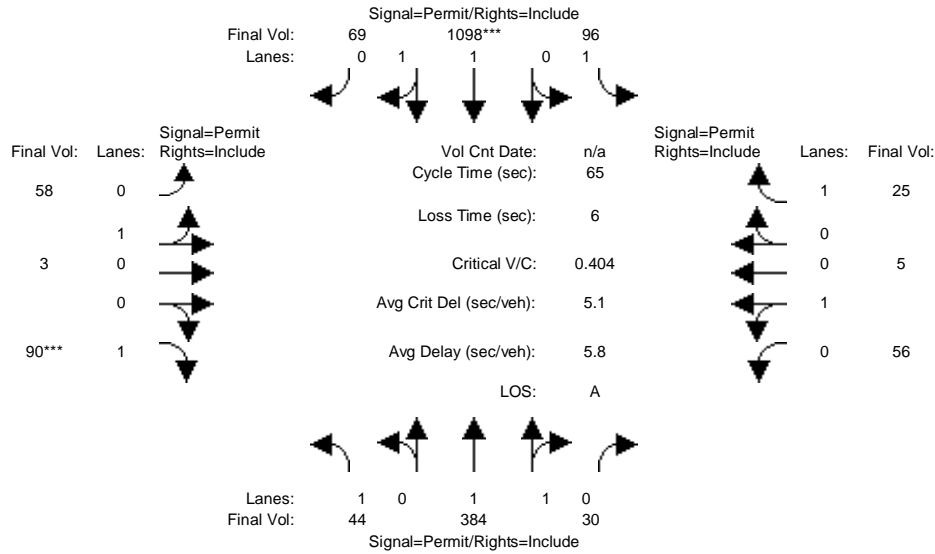 Signal=Permit/Rights=Include
Final Vol: 69 1098*** 96
Lanes: 0 1 1 0 1
Signal=Permit
Final Vol: Lanes: Rights=Include
Vol Cnt Date: n/a
Signal=Permit
Rights=Include Lanes: Final Vol:
Cycle Time (sec): 65
58 0
1 25
Loss Time (sec): 6
1
0
3 0
Critical V/C: 0.404
0 5
0
Avg Crit Del (sec/veh): 5.1
1
90*** 1
Avg Delay (sec/veh): 5.8
0 56
LOS: A
Lanes: 1 0 1 1 0
Final Vol: 44 384 30
Signal=Permit/Rights=Include